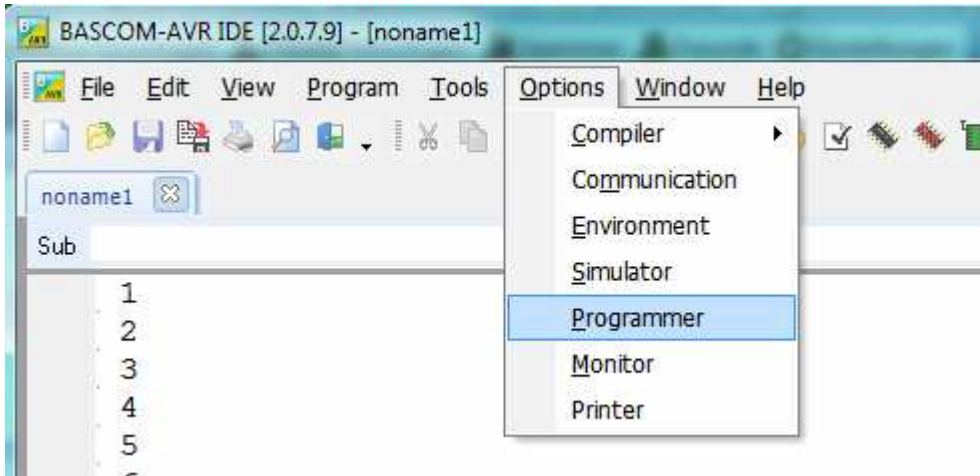 BASCOM-AVR IDE [2.0.7.9] - [noname1]
File Edit View Program Tools Options Window Help
Compiler
noname1
Communication
Sub
Environment
Simulator
Programmer
Monitor
Printer
1
2
3
4
5